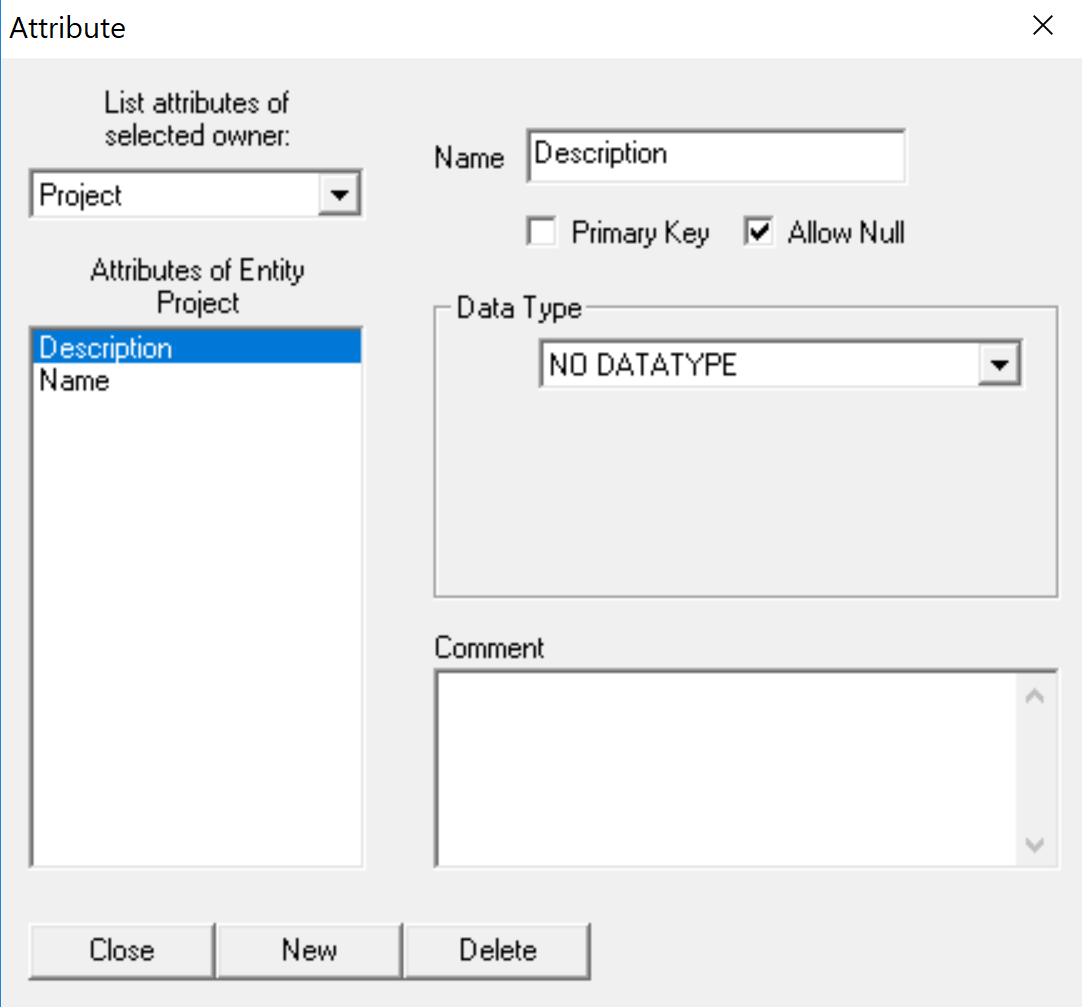 Attribute
List attributes of
selected owner:
Project
Attributes of Entity
Project
Description
Name
Name
Description
Primary Key
Allow Null
Data Type
NO DATATYPE
Comment
Close
New
Delete